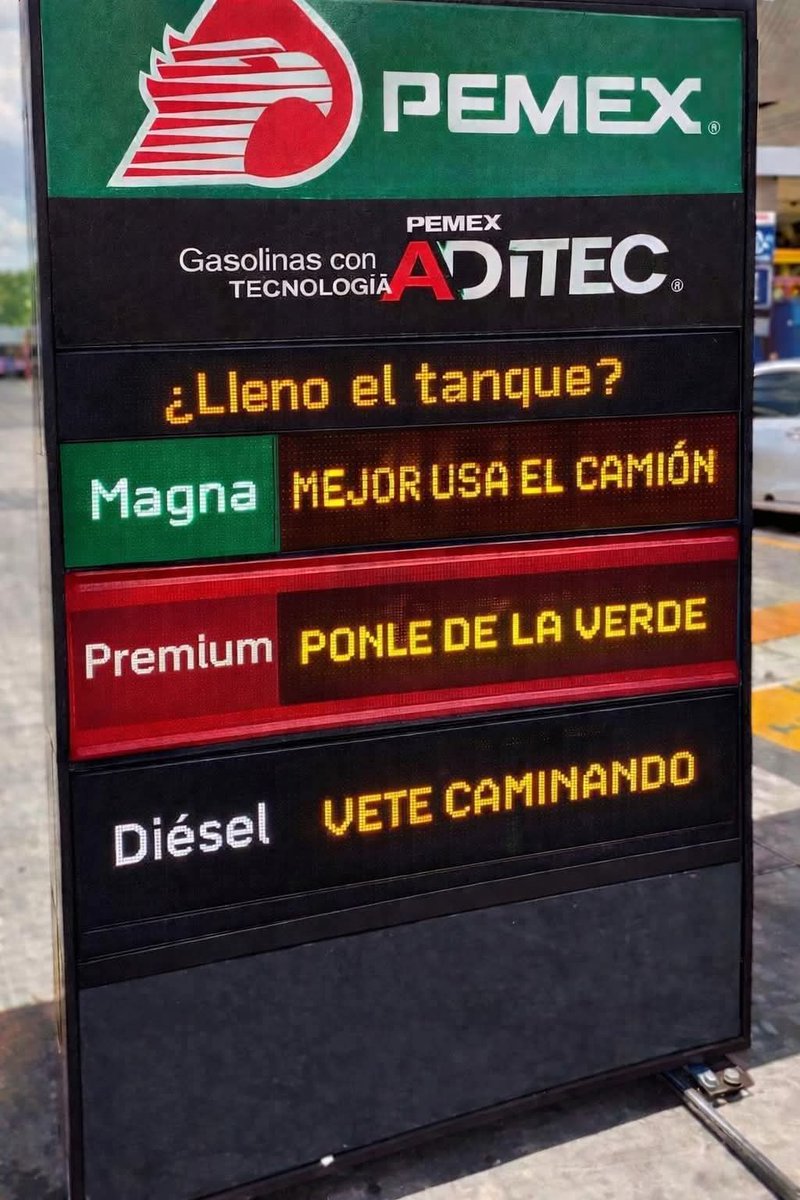 PEMEX®
PEMEX
Gasolinas con
TECNOLOGÍA ADITEC®
¿Lleno el tanque?
Magna MEJOR USA EL CAMIÓN
Premium PONLE DE LA VERDE
Diésel VETE CAMINANDO